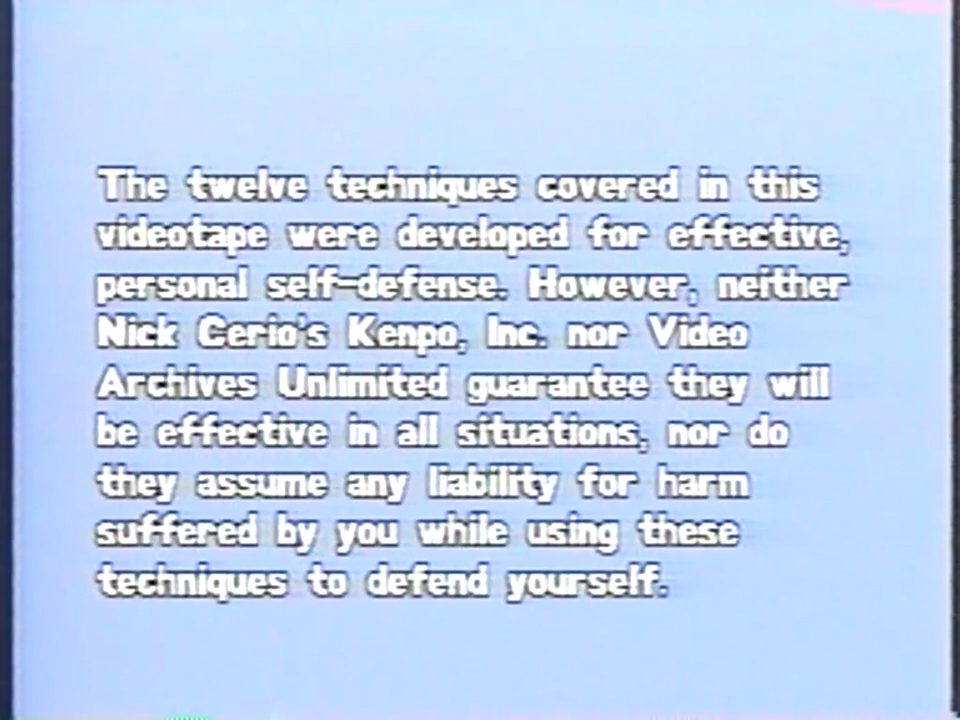 The twelve techniques covered in this
videotape were developed for effective,
personal self-defense. However, neither
Nick Cerio's Kenpo, Inc. nor Video
Archives Unlimited guarantee they will
be effective in all situations, nor do
they assume any liability for harm
suffered by you while using these
techniques to defend yourself.